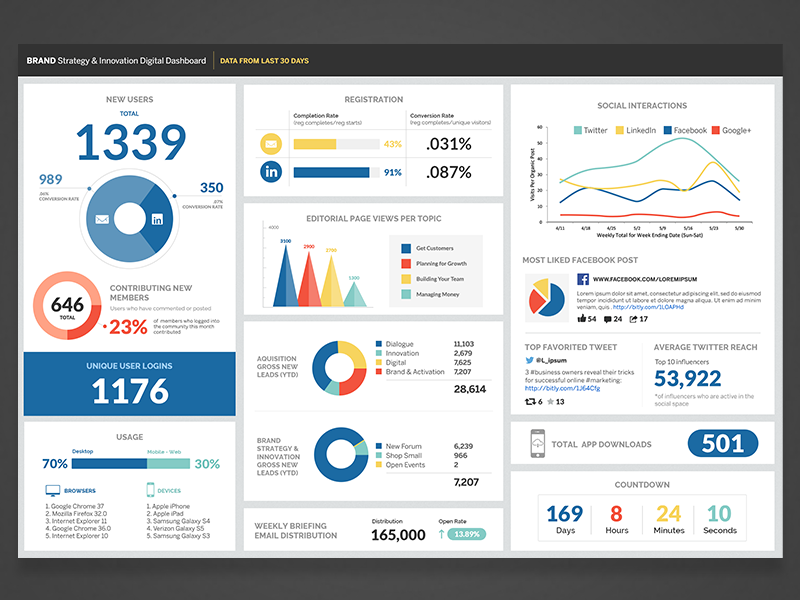 BRAND Strategy & Innovation Digital Dashboard
DATA FROM LAST 30 DAYS
NEW USERS
TOTAL
1339
989
.06%
CONVERSION RATE
350
.07%
CONVERSION RATE
in
646
TOTAL
CONTRIBUTING NEW
MEMBERS
Users who have commented or posted
23%
of members who logged into
the community this month
contributed
UNIQUE USER LOGINS
1176
USAGE
Desktop
Mobile - Web
70%
30%
BROWSERS
1. Google Chrome 37
2. Mozilla Firefox 32.0
3. Internet Explorer 11
4. Google Chrome 36.0
5. Internet Explorer 10
DEVICES
1. Apple iPhone
2. Apple iPad
3. Samsung Galaxy S4
4. Verizon Galaxy S5
5. Samsung Galaxy S3
REGISTRATION
Completion Rate
(reg completes/reg starts)
Conversion Rate
(reg completes/unique visitors)
43%
.031%
in
91%
.087%
EDITORIAL PAGE VIEWS PER TOPIC
4000
3500
2900
2700
1300
Get Customers
Planning for Growth
Building Your Team
Managing Money
AQUISITION
GROSS NEW
LEADS (YTD)
Dialogue 11,103
Innovation 2,679
Digital 7,625
Brand & Activation 7,207
28,614
BRAND
STRATEGY &
INNOVATION
GROSS NEW
LEADS (YTD)
New Forum 6,239
Shop Small 966
Open Events 2
7,207
WEEKLY BRIEFING
EMAIL DISTRIBUTION
Distribution
165,000
Open Rate
13.89%
SOCIAL INTERACTIONS
Twitter LinkedIn Facebook Google+
Visits Per Organic Post
60
50
40
30
20
10
0
4/11 4/18 4/25 5/2 5/9 5/16 5/23 5/30
Weekly Total for Week Ending Date (Sun-Sat)
MOST LIKED FACEBOOK POST
f
WWW.FACEBOOK.COM/LOREMIPSUM
Lorem ipsum dolor sit amet, consectetur adipiscing elit, sed do eiusmod
tempor incididunt ut labore et dolore magna aliqua. Ut enim ad minim
veniam, quis . http://bitly.com/1LOAPHd
54 24 17
TOP FAVORITED TWEET
@L_ipsum
3 #business owners reveal their tricks
for successful online #marketing:
http://bitly.com/1J64Cfg
6 13
AVERAGE TWITTER REACH
Top 10 influencers
53,922
*of influencers who are active in the
social space
TOTAL APP DOWNLOADS
501
COUNTDOWN
169
Days
8
Hours
24
Minutes
10
Seconds